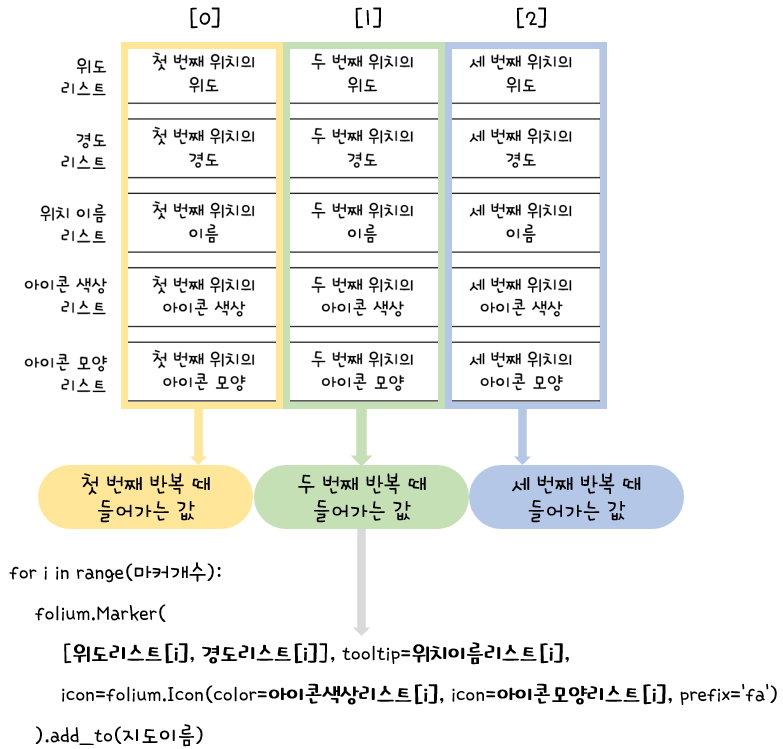 [0] [1] [2]
위도 리스트
첫 번째 위치의 위도
두 번째 위치의 위도
세 번째 위치의 위도
경도 리스트
첫 번째 위치의 경도
두 번째 위치의 경도
세 번째 위치의 경도
위치 이름 리스트
첫 번째 위치의 이름
두 번째 위치의 이름
세 번째 위치의 이름
아이콘 색상 리스트
첫 번째 위치의 아이콘 색상
두 번째 위치의 아이콘 색상
세 번째 위치의 아이콘 색상
아이콘 모양 리스트
첫 번째 위치의 아이콘 모양
두 번째 위치의 아이콘 모양
세 번째 위치의 아이콘 모양
첫 번째 반복 때 들어가는 값
두 번째 반복 때 들어가는 값
세 번째 반복 때 들어가는 값
for i in range(마커개수):
folium.Marker(
[위도리스트[i], 경도리스트[i]], tooltip=위치이름리스트[i],
icon=folium.Icon(color=아이콘색상리스트[i], icon=아이콘모양리스트[i], prefix='fa')
).add_to(지도이름)